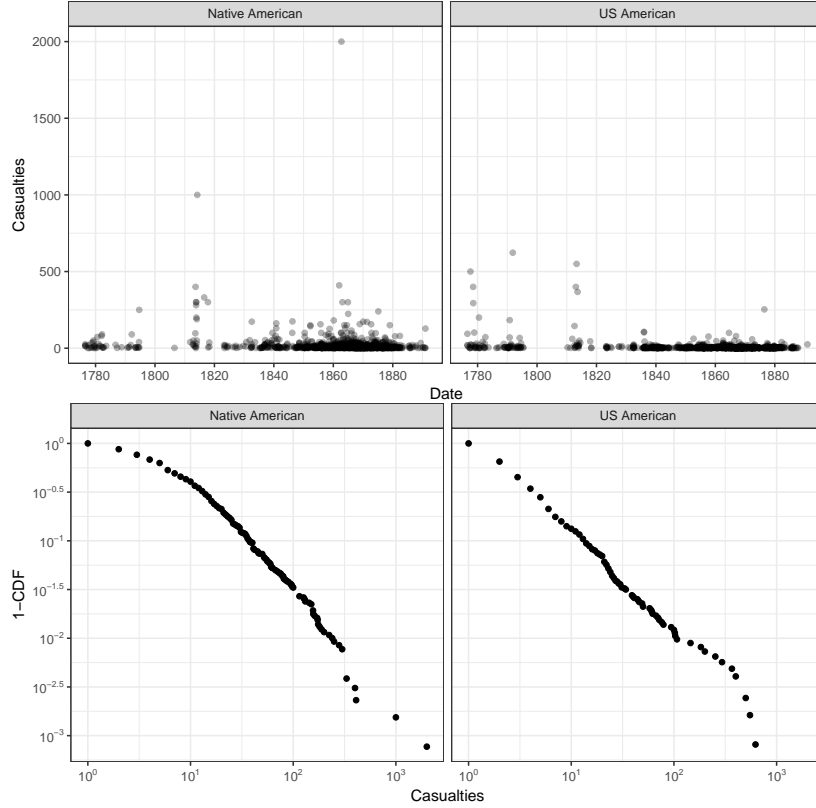 Native American
US American
2000
1500
1000
500
0
Casualties
1780 1800 1820 1840 1860 1880
1780 1800 1820 1840 1860 1880
Date
Native American
US American
10^0
10^−0.5
10^−1
10^−1.5
10^−2
10^−2.5
10^−3
1−CDF
10^0 10^1 10^2 10^3
10^0 10^1 10^2 10^3
Casualties